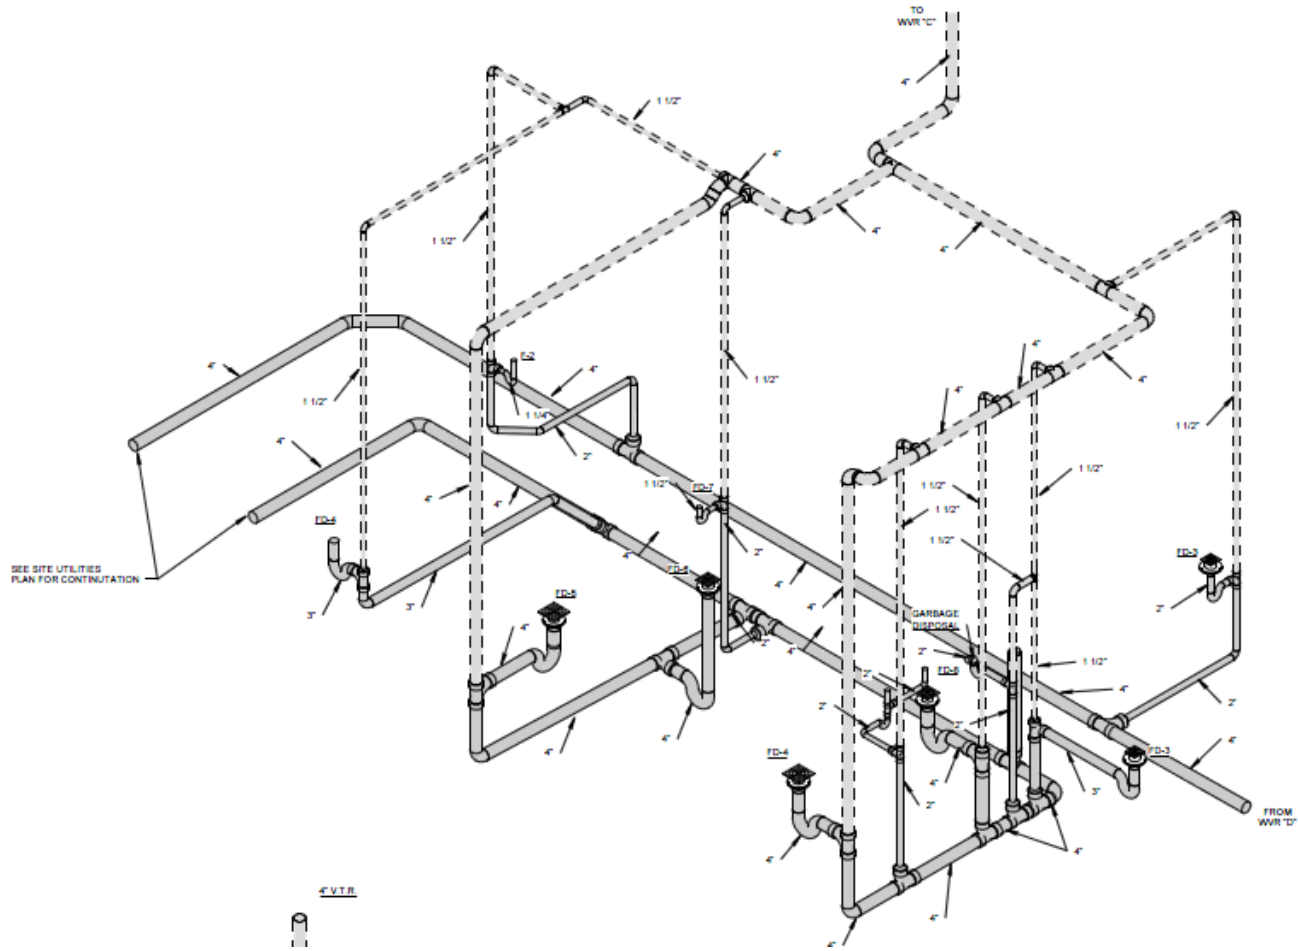 TO
WVR "C"
4"
1 1/2"
4"
4"
1 1/2"
4"
4"
F-2
4"
4"
4"
1 1/2"
1 1/2"
1 1/4"
1 1/2"
4"
2"
4"
1 1/2"
FD-7
1 1/2"
4"
4"
1 1/2"
1 1/2"
FD-4
1 1/2"
SEE SITE UTILITIES
PLAN FOR CONTINUTATION
4"
2"
FD-3
FD-6
4"
3"
3"
FD-5
4"
2"
4"
GARBAGE
DISPOSAL
4"
2"
4"
2"
1 1/2"
2"
FD-8
4"
2"
4"
2"
2"
4"
4"
FD-4
4"
FD-3
3"
2"
FROM
WVR "D"
4"
4"
4"
4"
4" V.T.R.